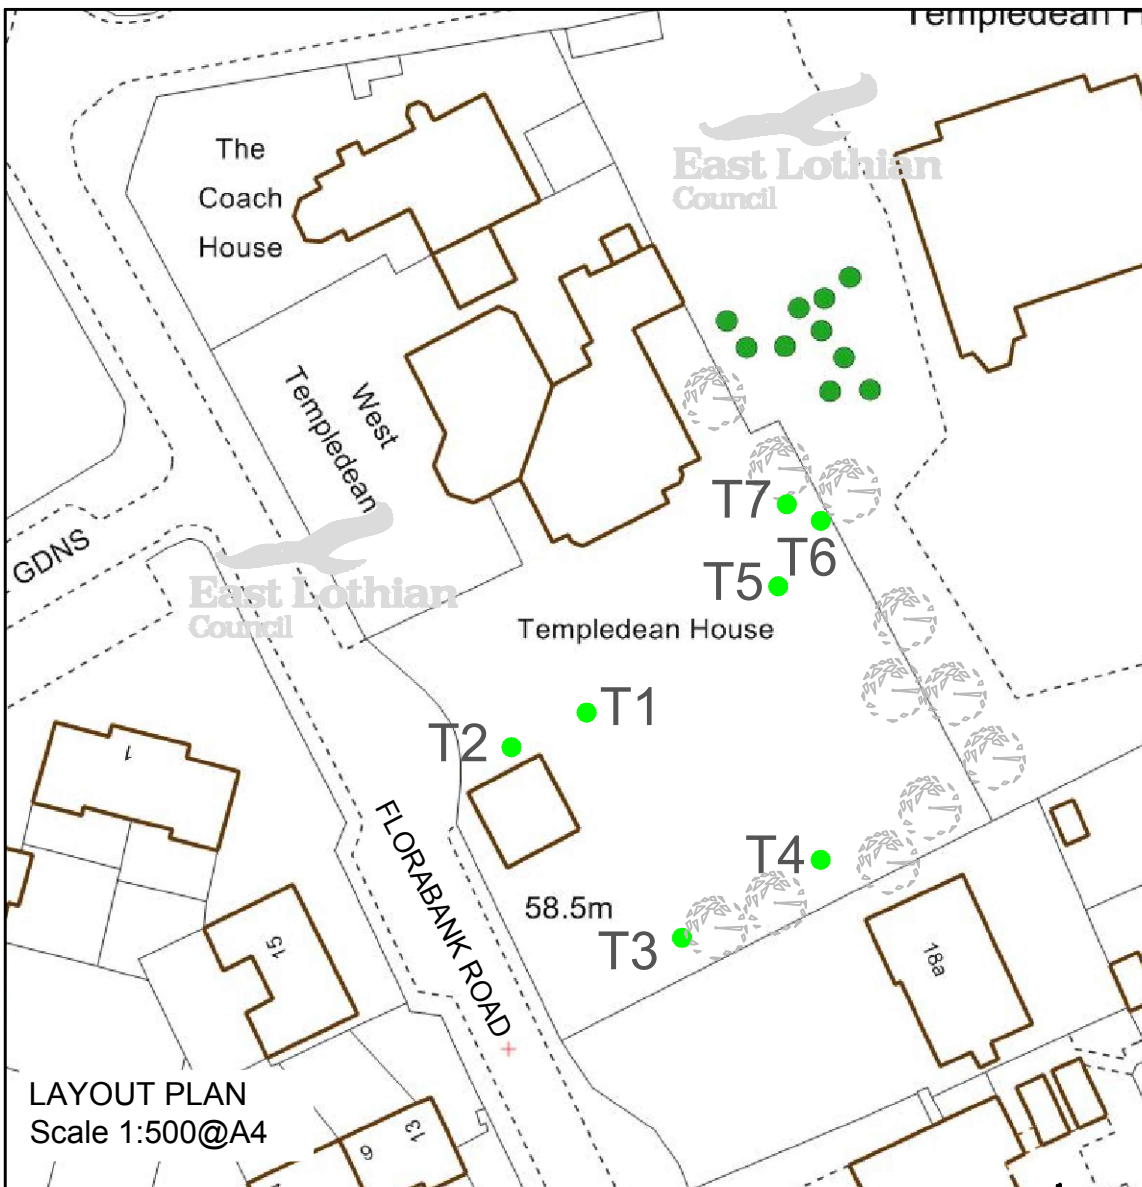 Templedean H
East Lothian
Council
The
Coach
House
West
Templedean
GDNS
East Lothian
Council
T7
T6
T5
Templedean House
T1
T2
1
FLORABANK ROAD
T4
58.5m
T3
15
18a
LAYOUT PLAN
Scale 1:500@A4
13